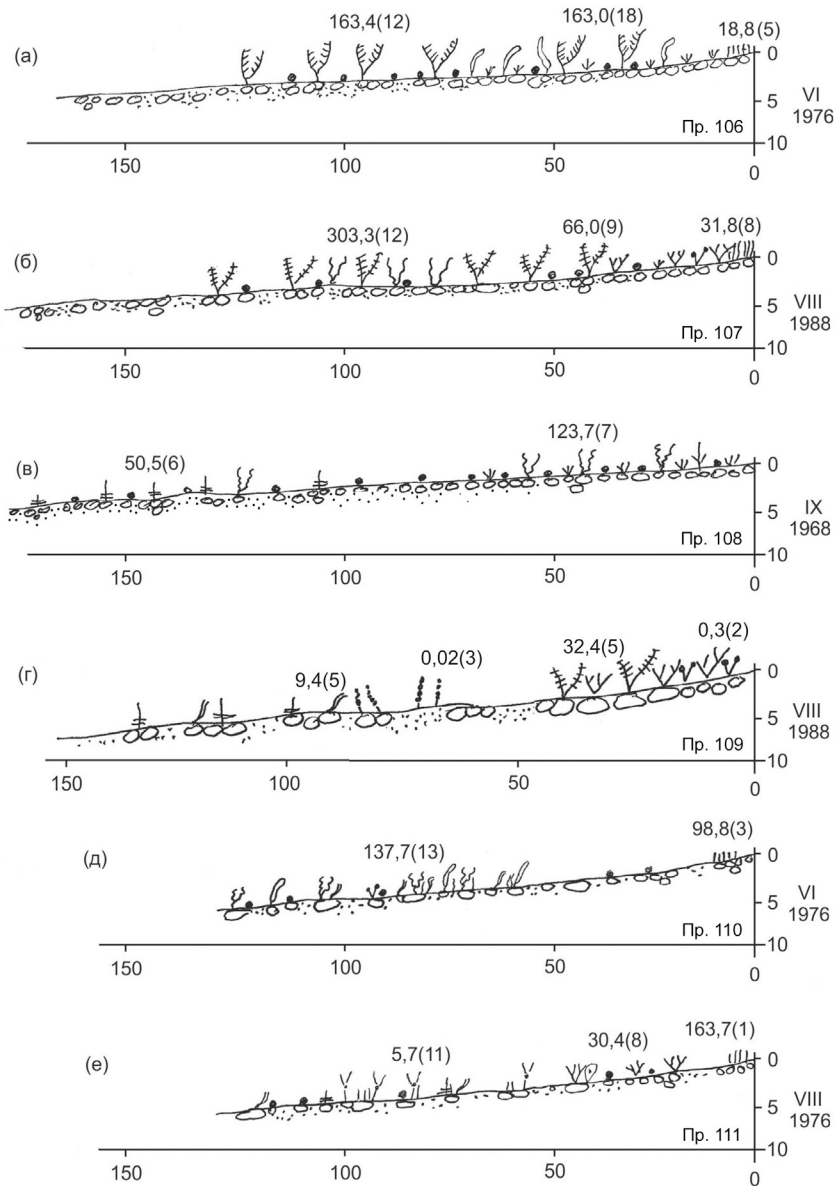 (а) 163,4(12) 163,0(18) 18,8(5) 0
5 VI
1976
Пр. 106 10
150 100 50 0
(б) 303,3(12) 66,0(9) 31,8(8) 0
5 VIII
1988
Пр. 107 10
150 100 50 0
(в) 50,5(6) 123,7(7) 0
5 IX
1968
Пр. 108 10
150 100 50 0
(г) 9,4(5) 0,02(3) 32,4(5) 0,3(2) 0
5 VIII
1988
Пр. 109 10
150 100 50 0
(д) 137,7(13) 98,8(3) 0
5 VI
1976
Пр. 110 10
150 100 50 0
(е) 5,7(11) 30,4(8) 163,7(1) 0
5 VIII
1976
Пр. 111 10
150 100 50 0